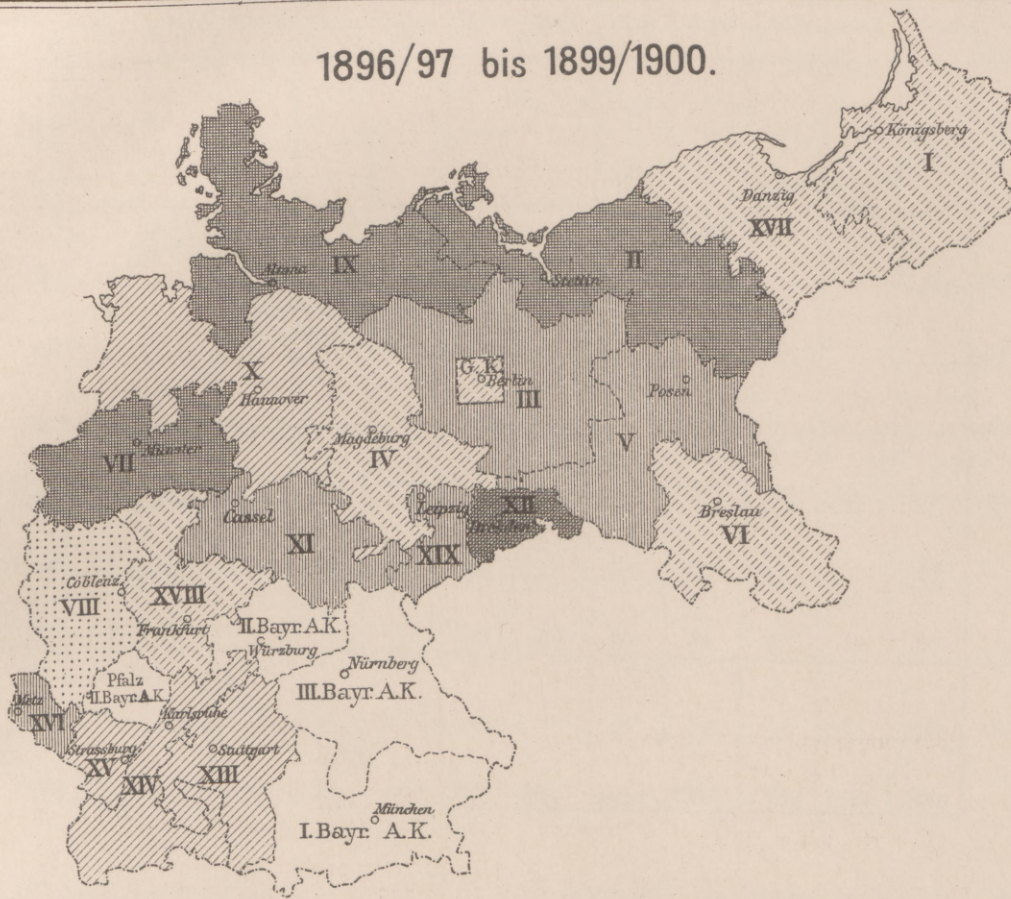 1896/97 bis 1899/1900.
Königsberg
I
Danzig
XVII
IX
Altona
II
Stettin
X
Hannover
G. K.
Berlin
III
Posen
V
Münster
VII
Magdeburg
IV
Cassel
XI
Leipzig
XIX
XII
Dresden
Breslau
VI
Coblenz
VIII
XVIII
Frankfurt
II. Bayr. A.K.
Würzburg
Pfalz
II. Bayr. A.K.
Nürnberg
III. Bayr. A.K.
Metz
XVI
Karlsruhe
Strassburg
XV
XIV
Stuttgart
XIII
München
I. Bayr. A.K.